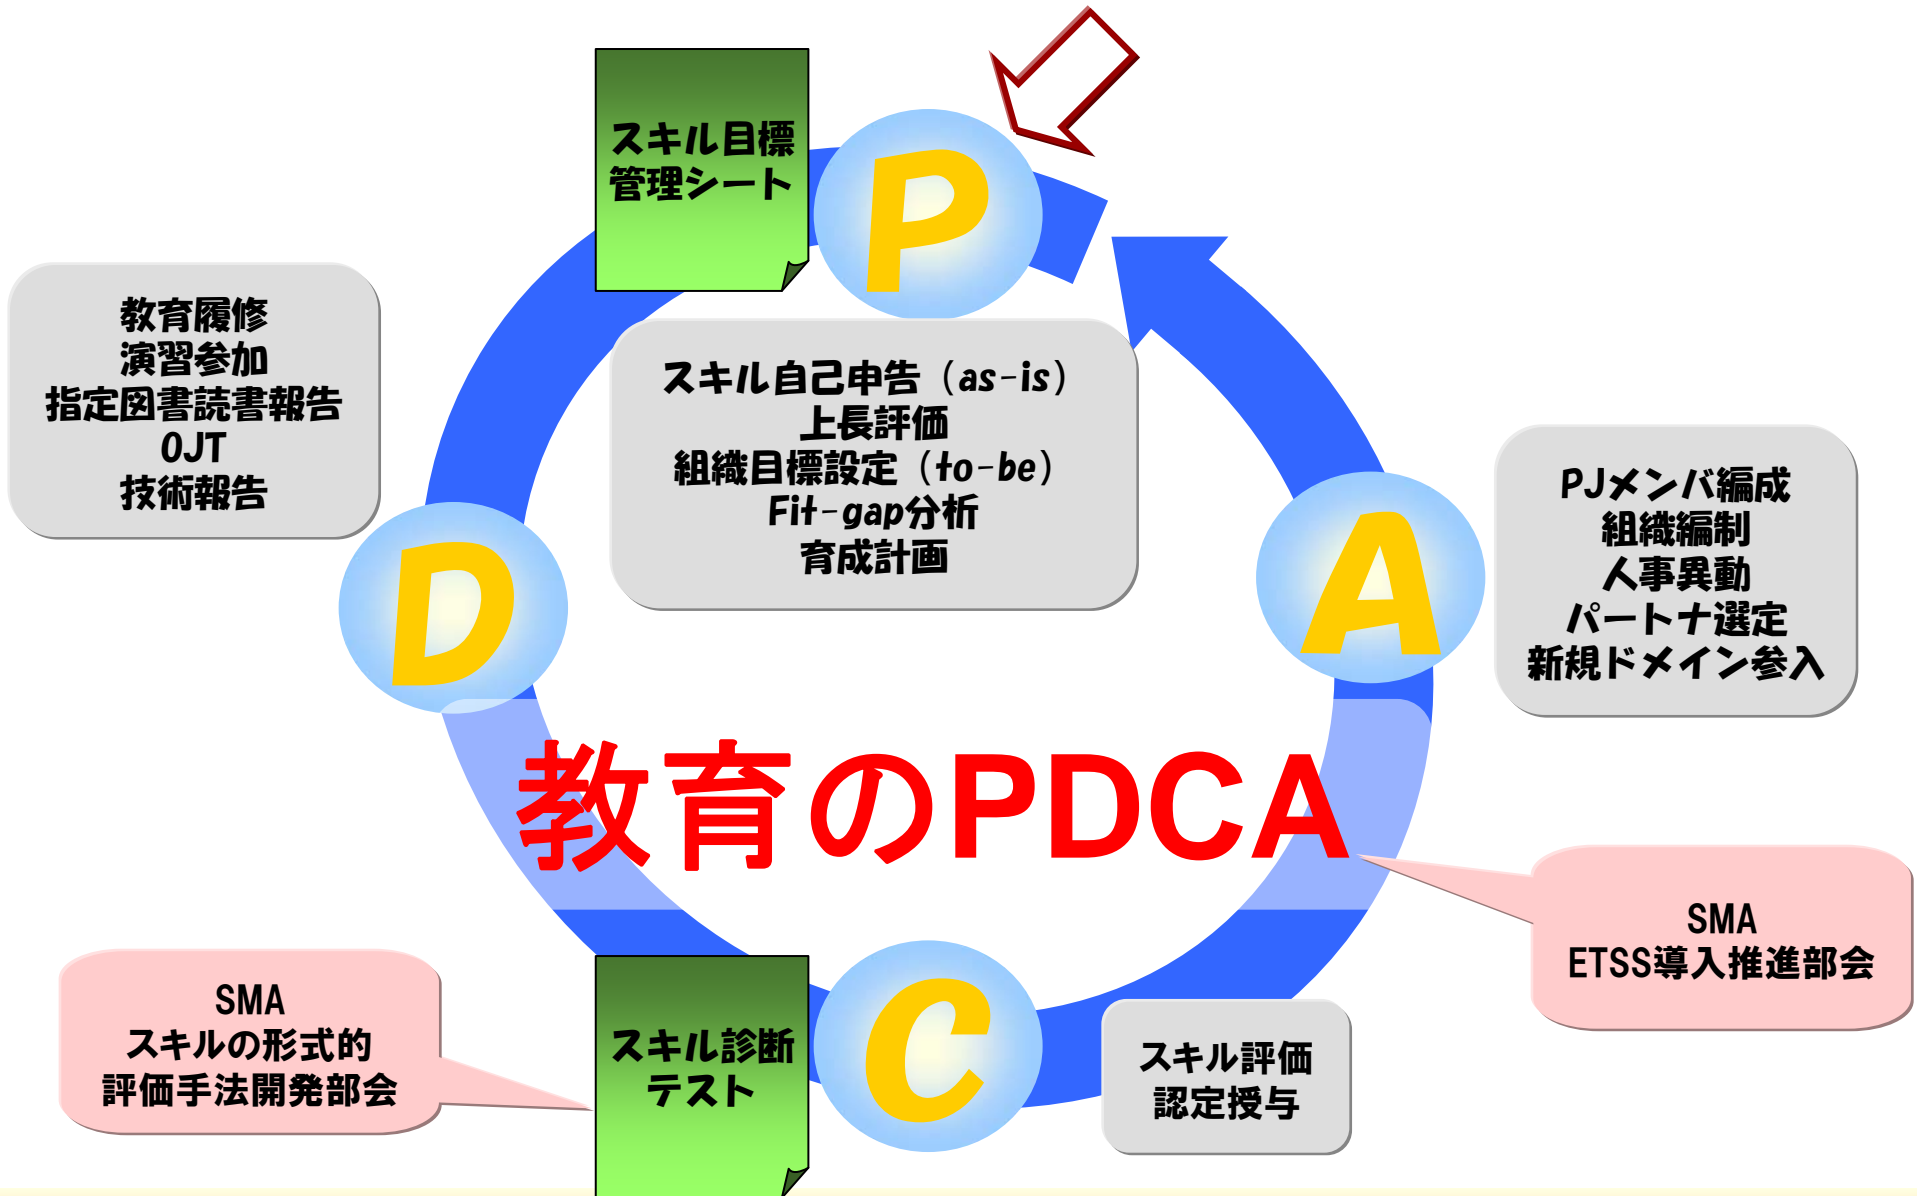 スキル目標
管理シート
P
教育履修
演習参加
指定図書読書報告
OJT
技術報告
スキル自己申告（as-is）
上長評価
組織目標設定（to-be）
Fit-gap分析
育成計画
D
A
PJメンバ編成
組織編制
人事異動
パートナ選定
新規ドメイン参入
教育のPDCA
SMA
ETSS導入推進部会
SMA
スキルの形式的
評価手法開発部会
スキル診断
テスト
C
スキル評価
認定授与